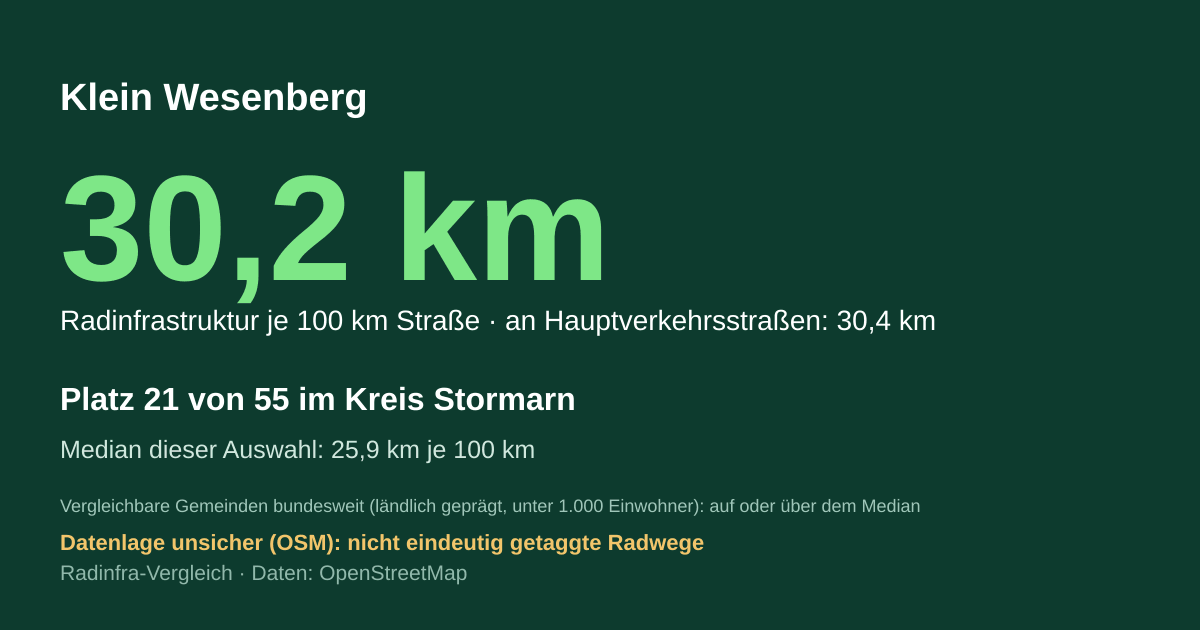 Klein Wesenberg
30,2 km
Radinfrastruktur je 100 km Straße · an Hauptverkehrsstraßen: 30,4 km
Platz 21 von 55 im Kreis Stormarn
Median dieser Auswahl: 25,9 km je 100 km
Vergleichbare Gemeinden bundesweit (ländlich geprägt, unter 1.000 Einwohner): auf oder über dem Median
Datenlage unsicher (OSM): nicht eindeutig getaggte Radwege
Radinfra-Vergleich · Daten: OpenStreetMap